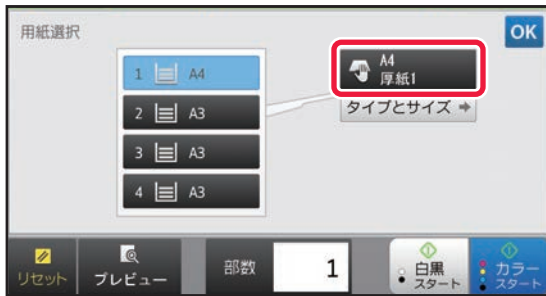 用紙選択
OK
1 A4
2 A3
3 A3
4 A3
A4
厚紙1
タイプとサイズ
リセット
プレビュー
部数
1
白黒
スタート
カラー
スタート